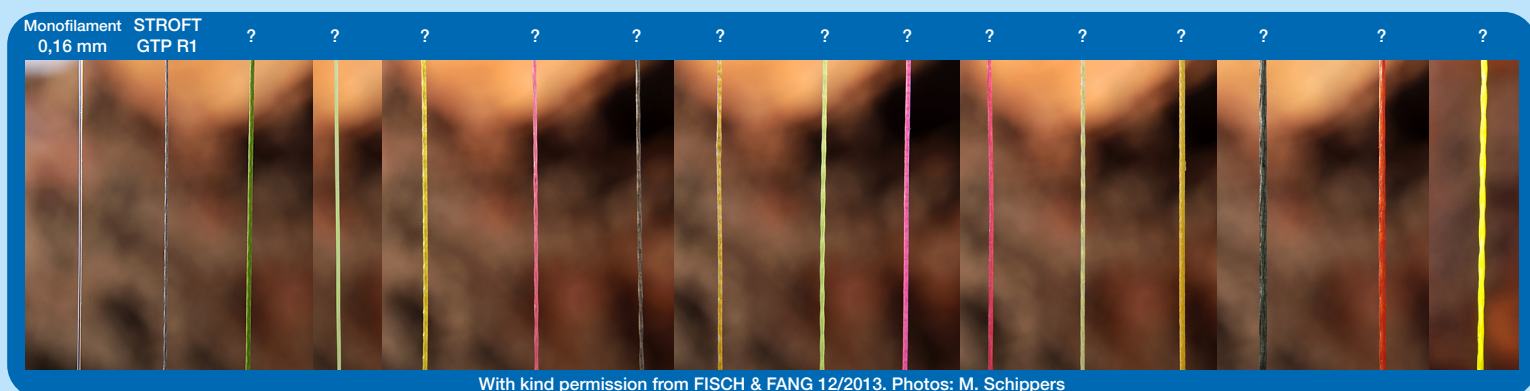 Monofilament
0,16 mm
STROFT
GTP R1
? ? ? ? ? ? ? ? ? ? ? ? ? ?
With kind permission from FISCH & FANG 12/2013. Photos: M. Schippers